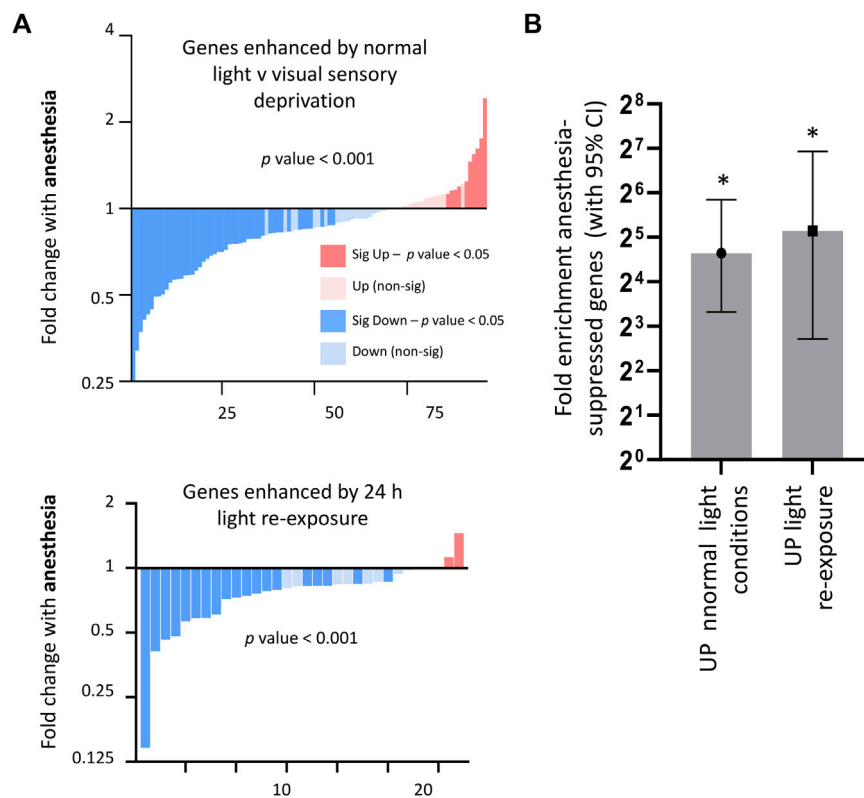 A
4
2
1
0.5
0.25
Fold change with anesthesia
Genes enhanced by normal
light v visual sensory
deprivation
p value < 0.001
Sig Up – p value < 0.05
Up (non-sig)
Sig Down – p value < 0.05
Down (non-sig)
25
50
75
2
1
0.5
0.25
0.125
Fold change with anesthesia
Genes enhanced by 24 h
light re-exposure
p value < 0.001
10
20
B
Fold enrichment anesthesia-
suppressed genes (with 95% CI)
2⁸
2⁷
2⁶
2⁵
2⁴
2³
2²
2¹
2⁰
*
*
UP nnormal light
conditions
UP light
re-exposure